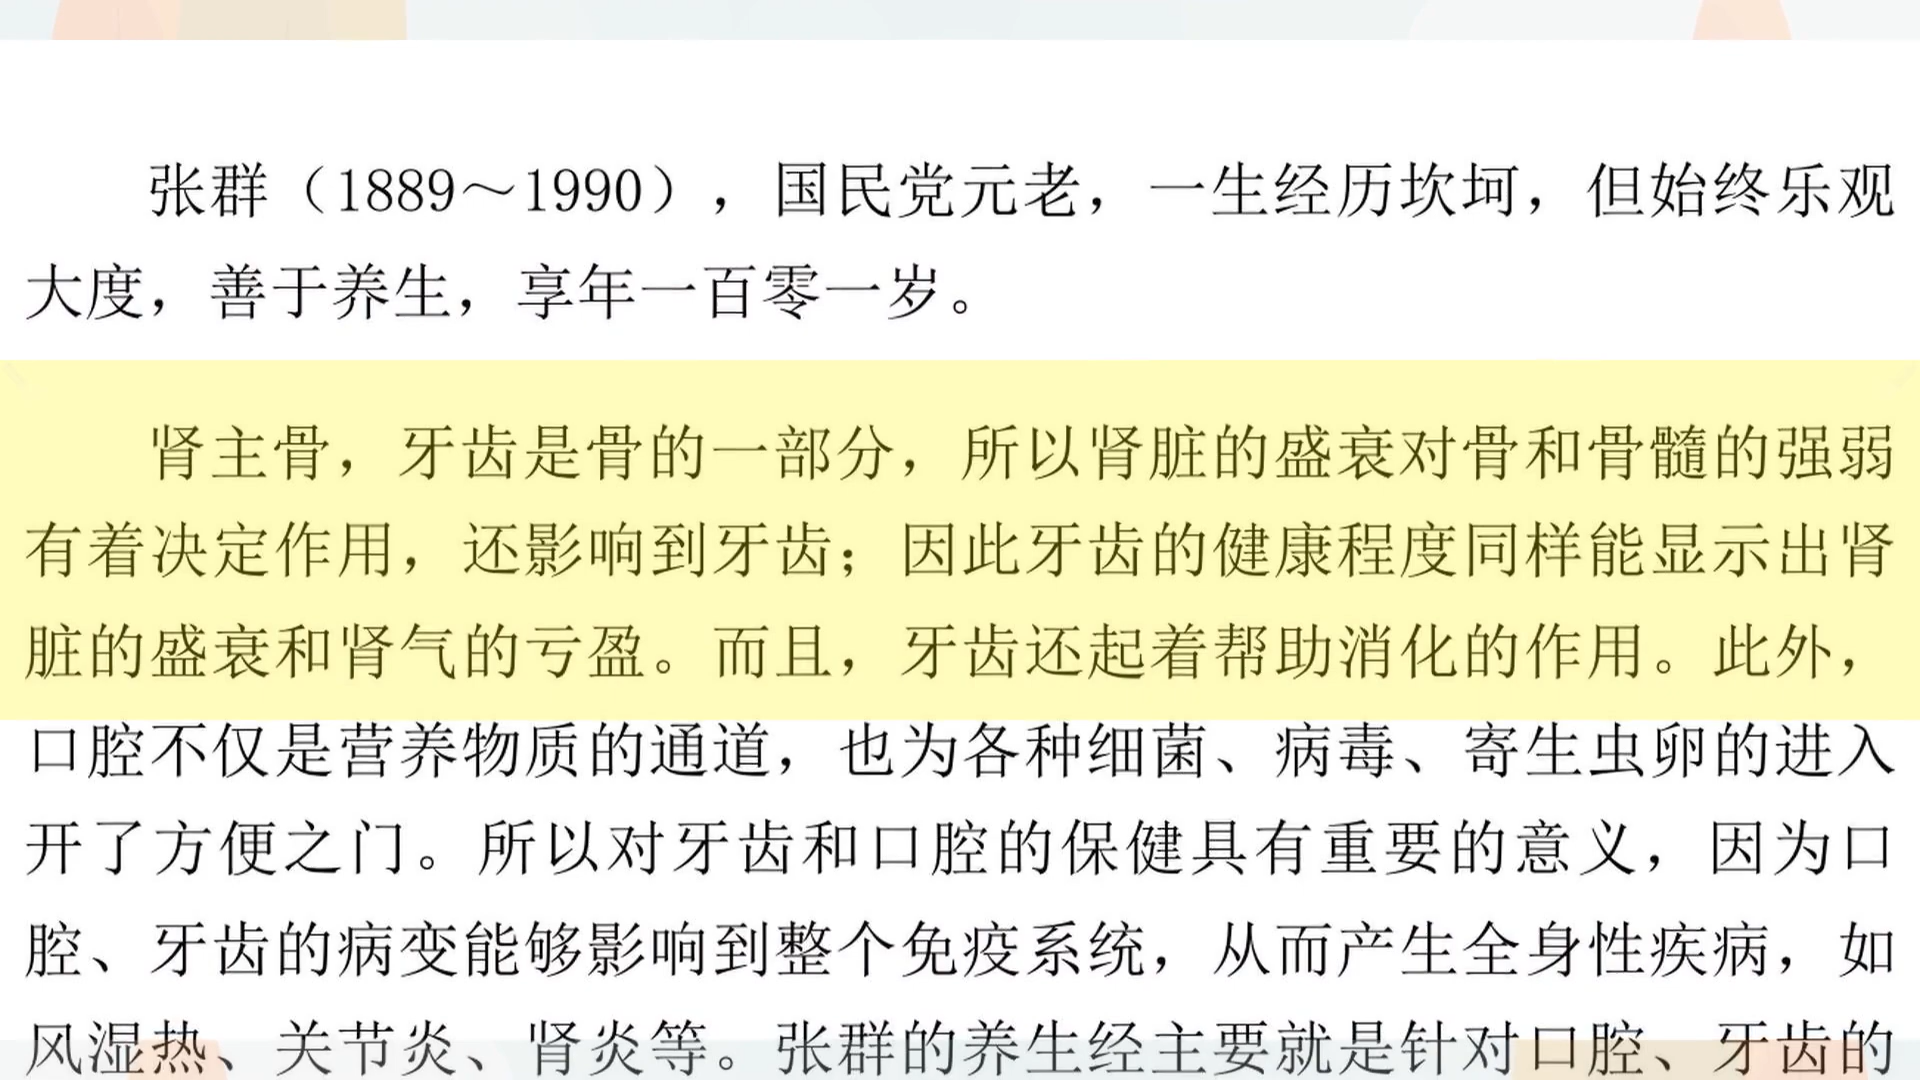 张群（1889～1990），国民党元老，一生经历坎坷，但始终乐观
大度，善于养生，享年一百零一岁。
肾主骨，牙齿是骨的一部分，所以肾脏的盛衰对骨和骨髓的强弱
有着决定作用，还影响到牙齿；因此牙齿的健康程度同样能显示出肾
脏的盛衰和肾气的亏盈。而且，牙齿还起着帮助消化的作用。此外，
口腔不仅是营养物质的通道，也为各种细菌、病毒、寄生虫卵的进入
开了方便之门。所以对牙齿和口腔的保健具有重要的意义，因为口
腔、牙齿的病变能够影响到整个免疫系统，从而产生全身性疾病，如
风湿热、关节炎、肾炎等。张群的养生经主要就是针对口腔、牙齿的